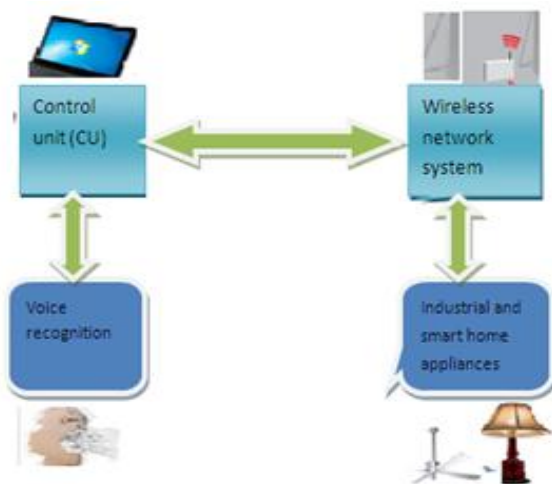 Control
unit (CU)
Wireless
network
system
Voice
recognition
Industrial and
smart home
appliances